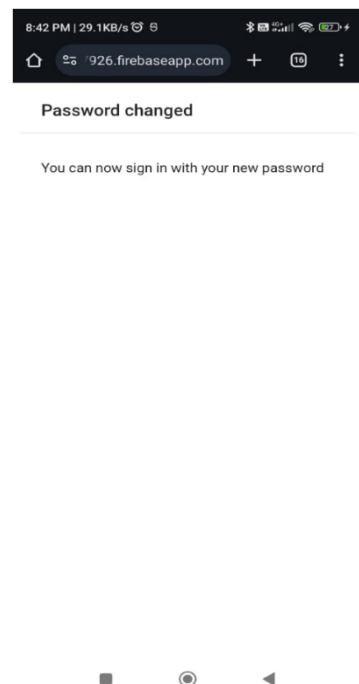 8:42 PM | 29.1KB/s
'926.firebaseapp.com
16
Password changed
You can now sign in with your new password